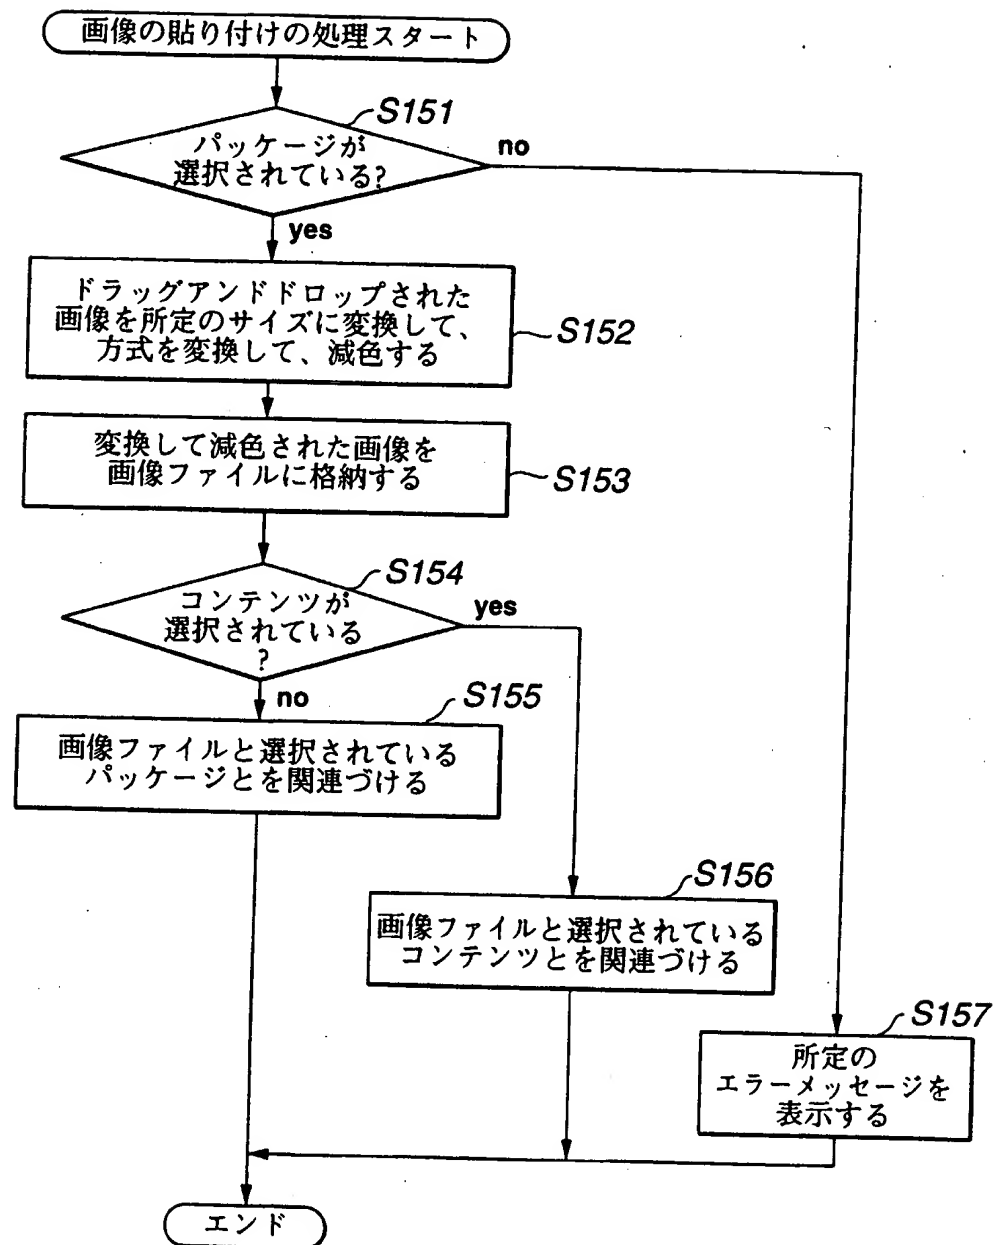 画像の貼り付けの処理スタート
S151
パッケージが
選択されている?
no
yes
ドラッグアンドドロップされた
画像を所定のサイズに変換して、
方式を変換して、減色する
S152
変換して減色された画像を
画像ファイルに格納する
S153
S154
コンテンツが
選択されている
?
yes
no
S155
画像ファイルと選択されている
パッケージとを関連づける
S156
画像ファイルと選択されている
コンテンツとを関連づける
S157
所定の
エラーメッセージを
表示する
エンド